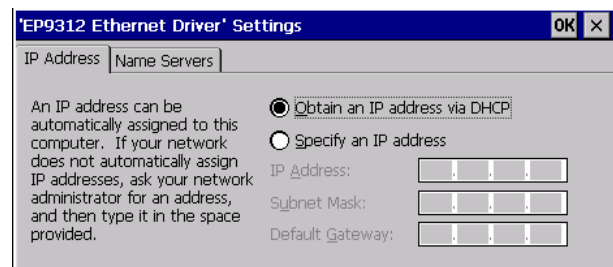 'EP9312 Ethernet Driver' Settings OK ×
IP Address Name Servers
An IP address can be
automatically assigned to this
computer. If your network
does not automatically assign
IP addresses, ask your network
administrator for an address,
and then type it in the space
provided.
Obtain an IP address via DHCP
Specify an IP address
IP Address:
Subnet Mask:
Default Gateway: